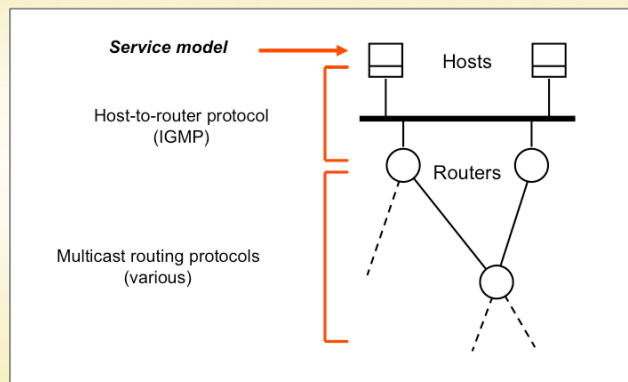 Service model
Hosts
Host-to-router protocol
(IGMP)
Routers
Multicast routing protocols
(various)